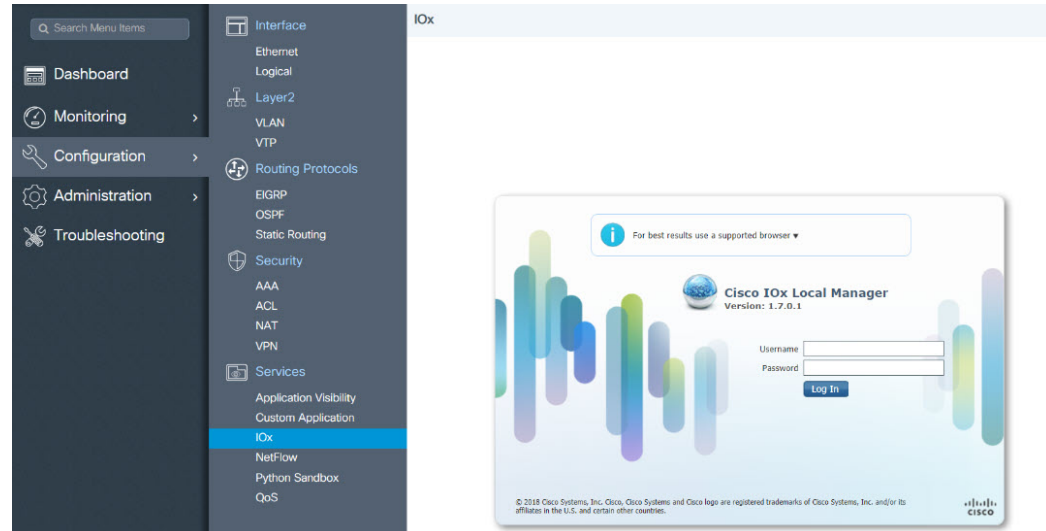 Search Menu Items
Dashboard
Monitoring
Configuration
Administration
Troubleshooting
Interface
Ethernet
Logical
Layer2
VLAN
VTP
Routing Protocols
EIGRP
OSPF
Static Routing
Security
AAA
ACL
NAT
VPN
Services
Application Visibility
Custom Application
IOx
NetFlow
Python Sandbox
QoS
IOx
For best results use a supported browser
Cisco IOx Local Manager
Version: 1.7.0.1
Username
Password
Log In
© 2018 Cisco Systems, Inc. Cisco, Cisco Systems and Cisco logo are registered trademarks of Cisco Systems, Inc. and/or its
affiliates in the U.S. and certain other countries.
CISCO